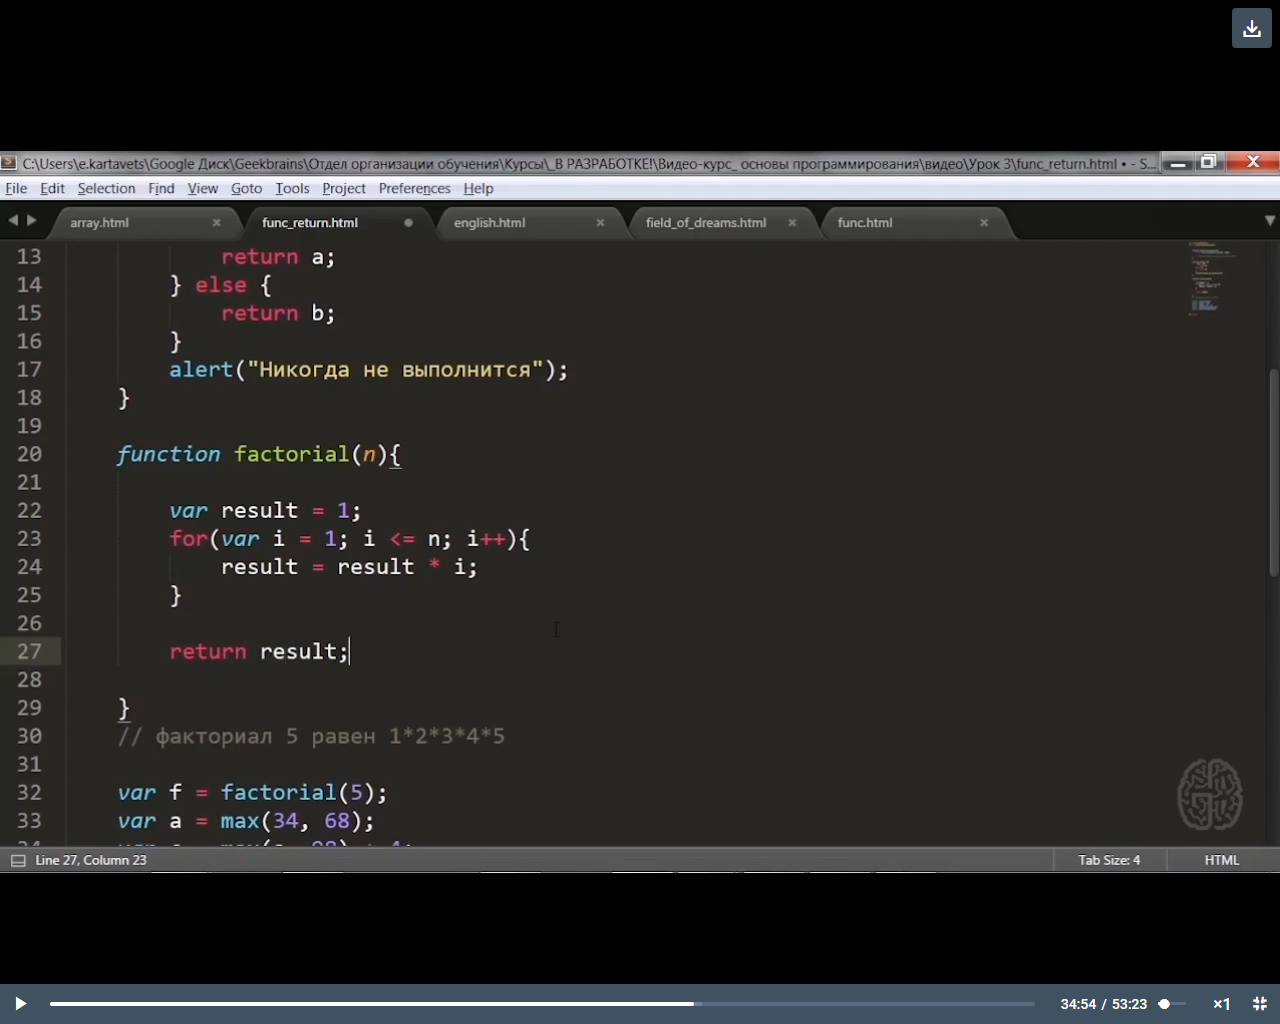 C:\Users\e.kartavets\Google Диск\Geekbrains\Отдел организации обучения\Курсы\_В РАЗРАБОТКЕ!\Видео-курс_ основы программирования\видео\Урок 3\func_return.html • - S...
File Edit Selection Find View Goto Tools Project Preferences Help
array.html × func_return.html english.html × field_of_dreams.html × func.html ×
13 return a;
14 } else {
15 return b;
16 }
17 alert("Никогда не выполнится");
18 }
19
20 function factorial(n){
21
22 var result = 1;
23 for(var i = 1; i <= n; i++){
24 result = result * i;
25 }
26
27 return result;
28
29 }
30 // факториал 5 равен 1*2*3*4*5
31
32 var f = factorial(5);
33 var a = max(34, 68);
Line 27, Column 23 Tab Size: 4 HTML
34:54 / 53:23 ×1